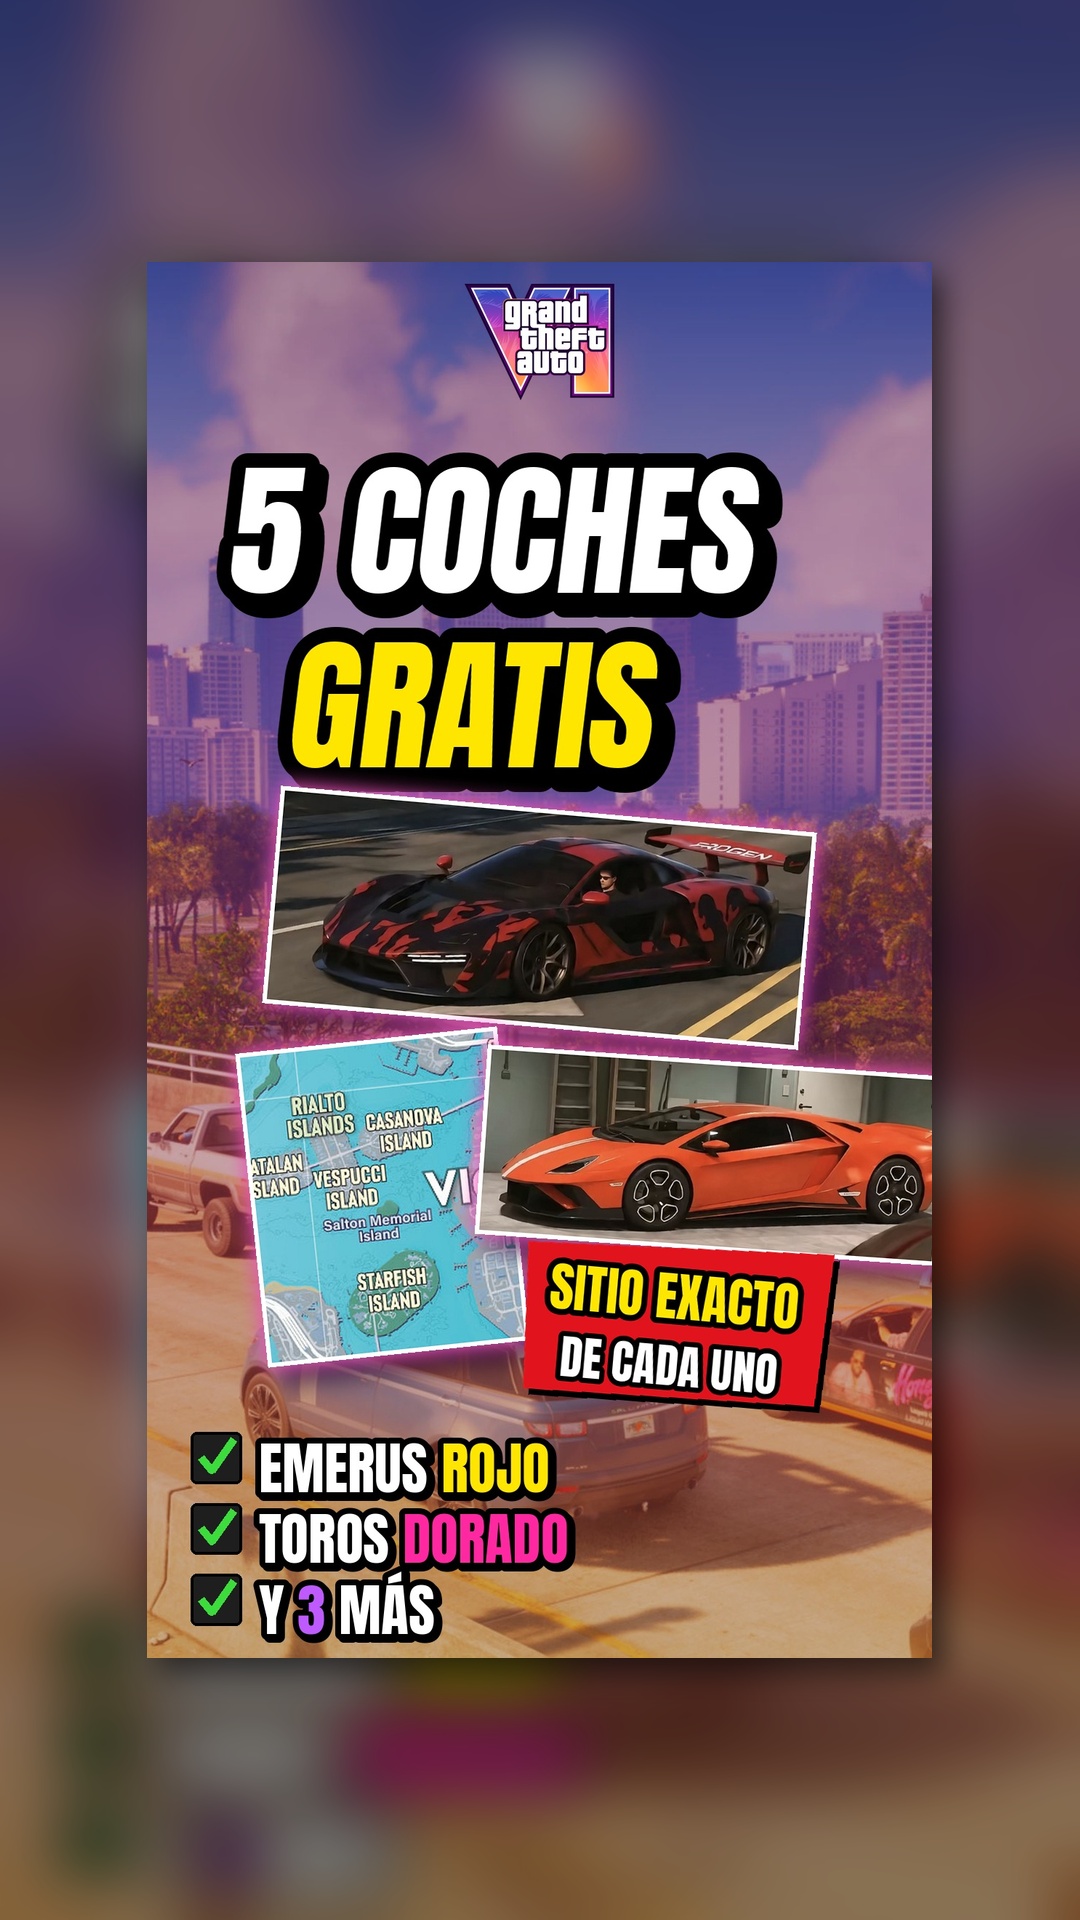 grand
theft
auto
VI
5 COCHES
GRATIS
FROGEN
RIALTO
ISLANDS
CASANOVA
ISLAND
ATALAN
SLAND
VESPUCCI
ISLAND
VI
Salton Memorial
Island
STARFISH
ISLAND
SITIO EXACTO
DE CADA UNO
EMERUS ROJO
TOROS DORADO
Y 3 MÁS